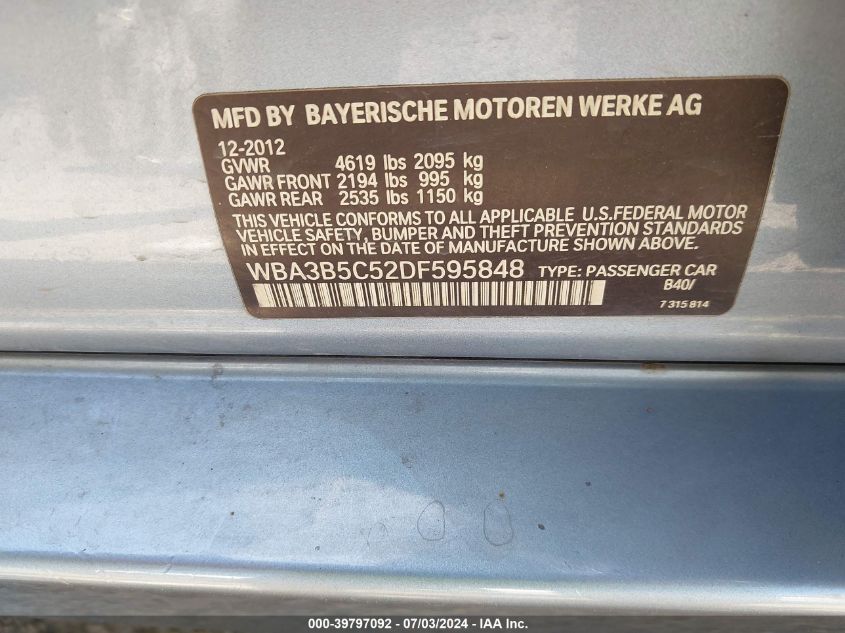 MFD BY BAYERISCHE MOTOREN WERKE AG
12-2012
GVWR 4619 lbs 2095 kg
GAWR FRONT 2194 lbs 995 kg
GAWR REAR 2535 lbs 1150 kg
THIS VEHICLE CONFORMS TO ALL APPLICABLE U.S.FEDERAL MOTOR
VEHICLE SAFETY, BUMPER AND THEFT PREVENTION STANDARDS
IN EFFECT ON THE DATE OF MANUFACTURE SHOWN ABOVE.
WBA3B5C52DF595848 TYPE: PASSENGER CAR
B40/
7 315 814
000-39797092 - 07/03/2024 - IAA Inc.